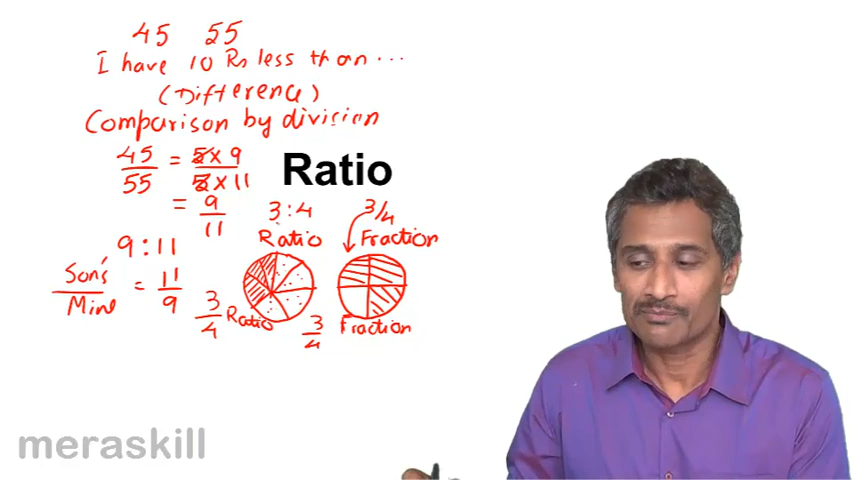 45 55
I have 10 Rs less than ...
(Difference)
Comparison by division
45/55 = 5×9/5×11
Ratio
= 9/11
3:4
3/4
9:11
Ratio
Fraction
Son's/Mine = 11/9
3/4 Ratio
3/4
Fraction
meraskill